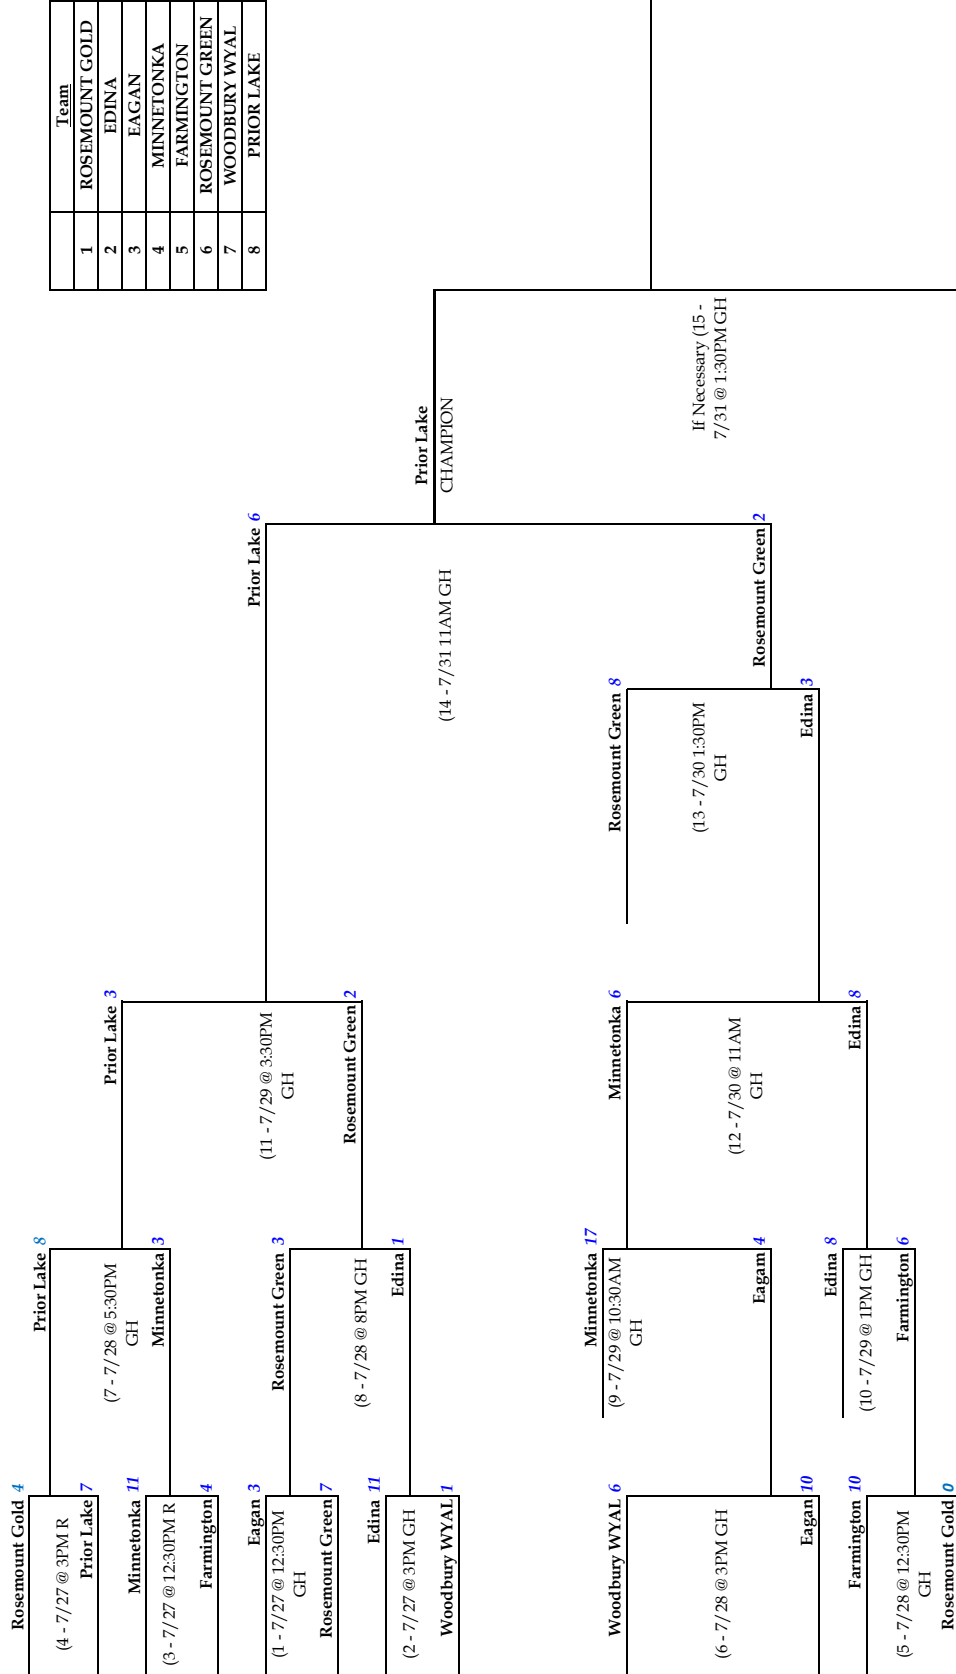 Team
1 ROSEMOUNT GOLD
2 EDINA
3 EAGAN
4 MINNETONKA
5 FARMINGTON
6 ROSEMOUNT GREEN
7 WOODBURY WYAL
8 PRIOR LAKE
Rosemount Gold 4
(4 - 7/27 @ 3PM R
Prior Lake 7
Minnetonka 11
(3 - 7/27 @ 12:30PM R
Farmington 4
Eagan 3
(1 - 7/27 @ 12:30PM
GH
Rosemount Green 7
Edina 11
(2 - 7/27 @ 3PM GH
Woodbury WYAL 1
Woodbury WYAL 6
(6 - 7/28 @ 3PM GH
Eagan 10
Farmington 10
(5 - 7/28 @ 12:30PM
GH
Rosemount Gold 0
Prior Lake 8
(7 - 7/28 @ 5:30PM
GH
Minnetonka 3
Rosemount Green 3
(8 - 7/28 @ 8PM GH
Edina 1
Minnetonka 17
(9 - 7/29 @ 10:30AM
GH
Eagam 4
Edina 8
(10 - 7/29 @ 1PM GH
Farmington 6
Prior Lake 3
(11 - 7/29 @ 3:30PM
GH
Rosemount Green 2
Minnetonka 6
(12 - 7/30 @ 11AM
GH
Edina 8
Rosemount Green 8
(13 - 7/30 1:30PM
GH
Edina 3
Prior Lake 6
(14 - 7/31 11AM GH
Rosemount Green 2
Prior Lake
CHAMPION
If Necessary (15 -
7/31 @ 1:30PM GH